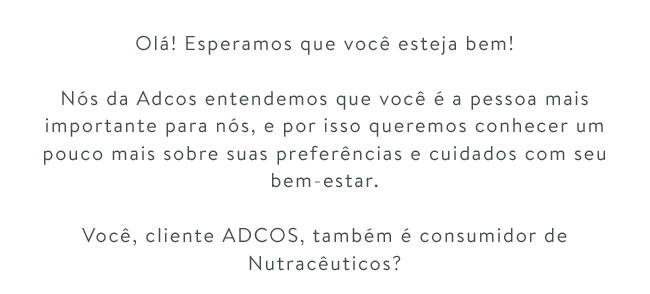 Olá! Esperamos que você esteja bem!
Nós da Adcos entendemos que você é a pessoa mais
importante para nós, e por isso queremos conhecer um
pouco mais sobre suas preferências e cuidados com seu
bem-estar.
Você, cliente ADCOS, também é consumidor de
Nutracêuticos?